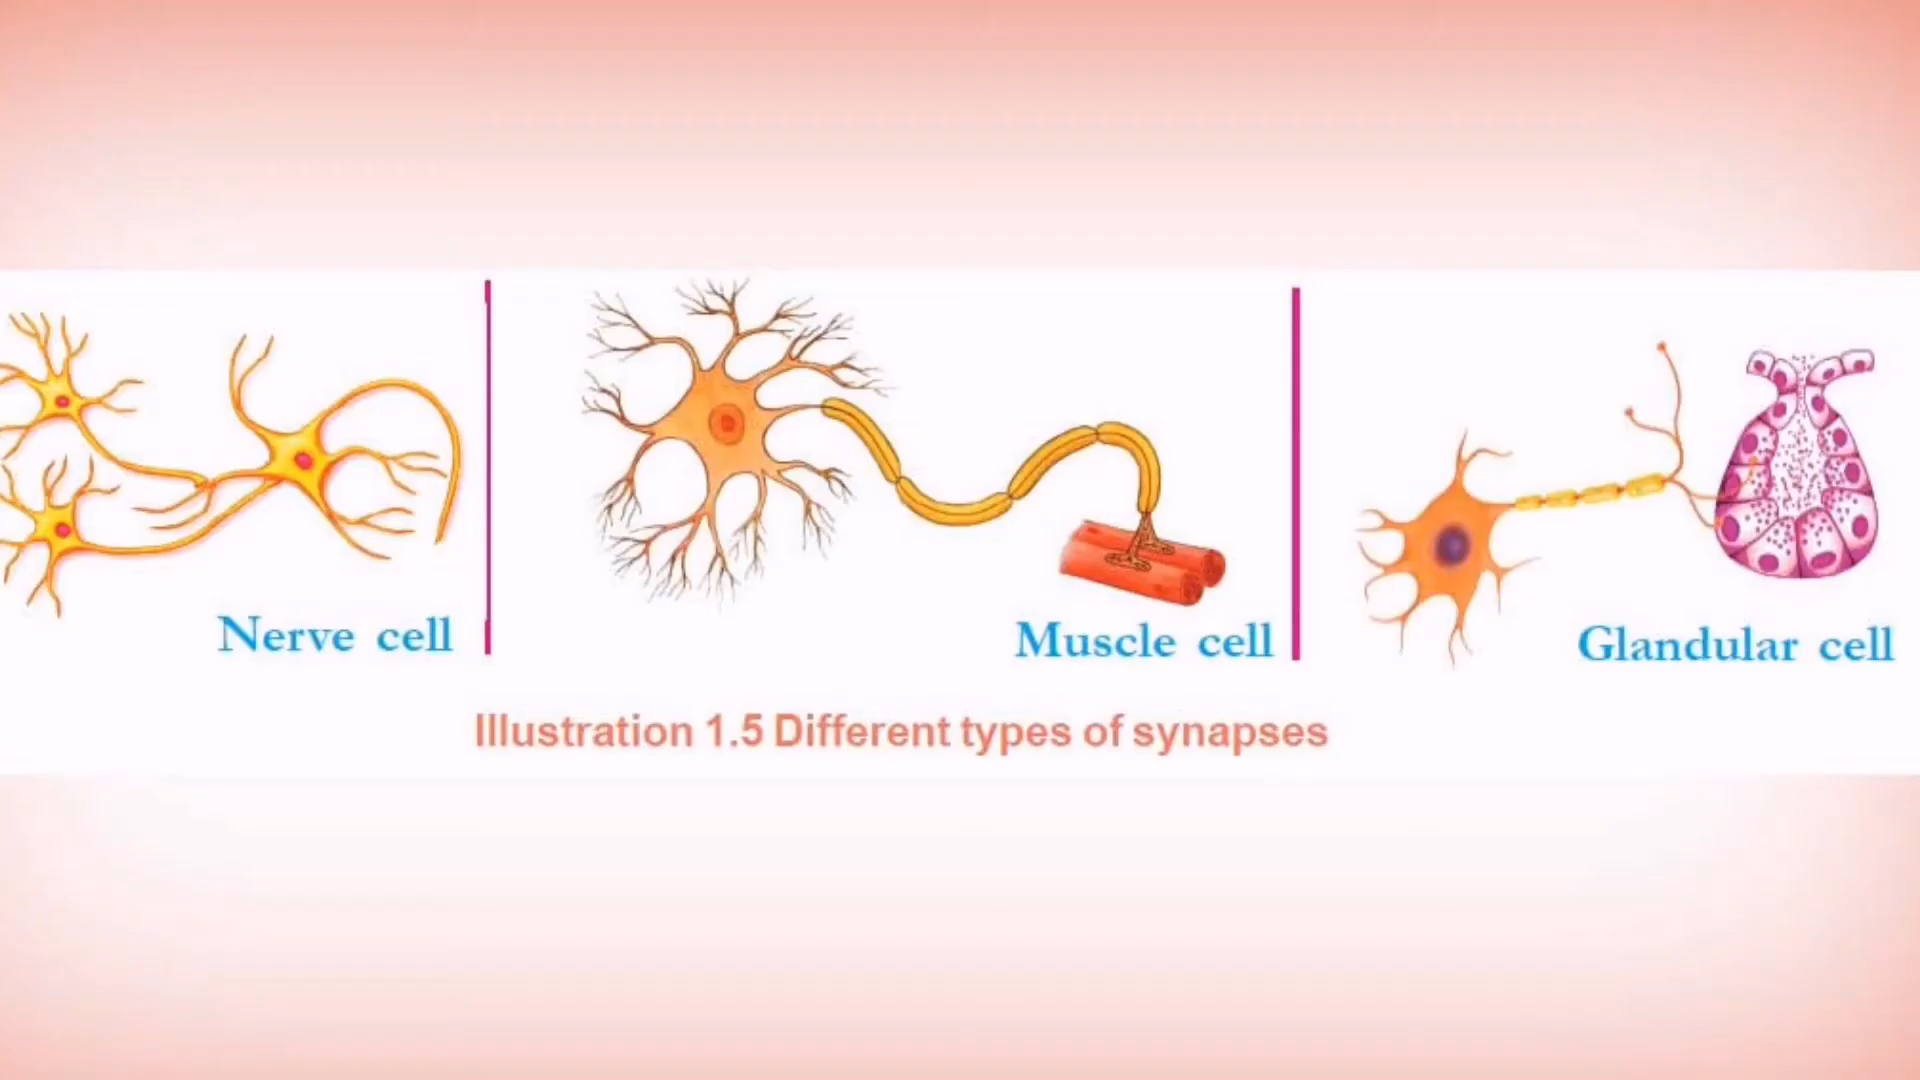 Nerve cell
Muscle cell
Glandular cell
Illustration 1.5 Different types of synapses